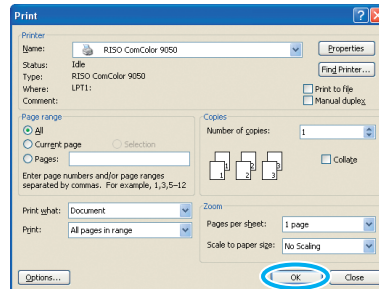 Print
Printer
Name: RISO ComColor 9050 Properties
Status: Idle Find Printer...
Type: RISO ComColor 9050
Where: LPT1: Print to file
Comment: Manual duplex
Page range
All
Current page Selection
Pages:
Enter page numbers and/or page ranges
separated by commas. For example, 1,3,5–12
Copies
Number of copies: 1
1 1 2 2 3 3
Collate
Print what: Document
Print: All pages in range
Zoom
Pages per sheet: 1 page
Scale to paper size: No Scaling
Options... OK Close